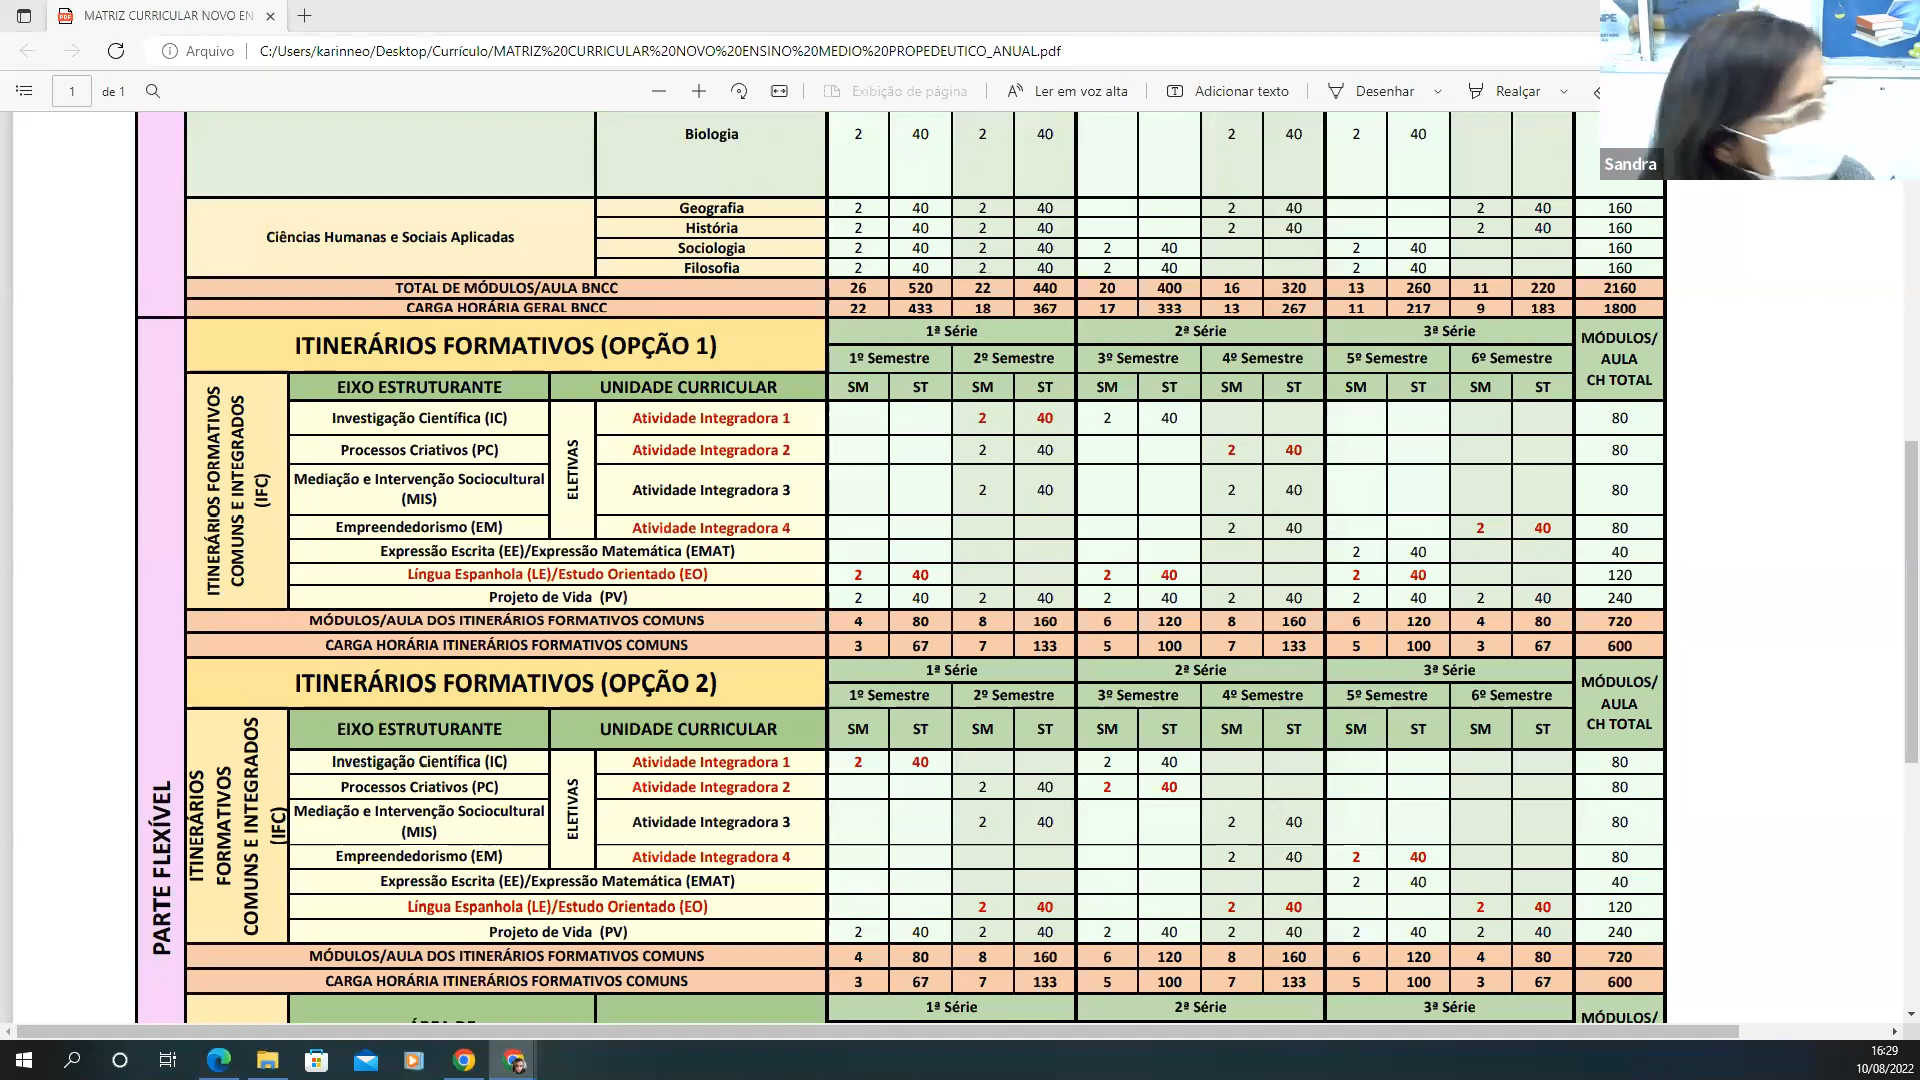 MATRIZ CURRICULAR NOVO EN
Arquivo C:/Users/karinneo/Desktop/Currículo/MATRIZ%20CURRICULAR%20NOVO%20ENSINO%20MEDIO%20PROPEDEUTICO_ANUAL.pdf
1 de 1 Exibição de página Ler em voz alta Adicionar texto Desenhar Realçar
Sandra
Biologia 2 40 2 40 2 40 2 40
Geografia 2 40 2 40 2 40 2 40 160
História 2 40 2 40 2 40 2 40 160
Ciências Humanas e Sociais Aplicadas
Sociologia 2 40 2 40 2 40 2 40 160
Filosofia 2 40 2 40 2 40 2 40 160
TOTAL DE MÓDULOS/AULA BNCC 26 520 22 440 20 400 16 320 13 260 11 220 2160
CARGA HORÁRIA GERAL BNCC 22 433 18 367 17 333 13 267 11 217 9 183 1800
ITINERÁRIOS FORMATIVOS (OPÇÃO 1) 1ª Série 2ª Série 3ª Série MÓDULOS/
AULA
CH TOTAL
1º Semestre 2º Semestre 3º Semestre 4º Semestre 5º Semestre 6º Semestre
EIXO ESTRUTURANTE UNIDADE CURRICULAR SM ST SM ST SM ST SM ST SM ST SM ST
ITINERÁRIOS FORMATIVOS
COMUNS E INTEGRADOS
(IFC)
ELETIVAS
Investigação Científica (IC) Atividade Integradora 1 2 40 2 40 80
Processos Criativos (PC) Atividade Integradora 2 2 40 2 40 80
Mediação e Intervenção Sociocultural
(MIS) Atividade Integradora 3 2 40 2 40 80
Empreendedorismo (EM) Atividade Integradora 4 2 40 2 40 80
Expressão Escrita (EE)/Expressão Matemática (EMAT) 2 40 40
Língua Espanhola (LE)/Estudo Orientado (EO) 2 40 2 40 2 40 120
Projeto de Vida (PV) 2 40 2 40 2 40 2 40 2 40 2 40 240
MÓDULOS/AULA DOS ITINERÁRIOS FORMATIVOS COMUNS 4 80 8 160 6 120 8 160 6 120 4 80 720
CARGA HORÁRIA ITINERÁRIOS FORMATIVOS COMUNS 3 67 7 133 5 100 7 133 5 100 3 67 600
PARTE FLEXÍVEL
ITINERÁRIOS FORMATIVOS (OPÇÃO 2) 1ª Série 2ª Série 3ª Série MÓDULOS/
AULA
CH TOTAL
1º Semestre 2º Semestre 3º Semestre 4º Semestre 5º Semestre 6º Semestre
EIXO ESTRUTURANTE UNIDADE CURRICULAR SM ST SM ST SM ST SM ST SM ST SM ST
ITINERÁRIOS
FORMATIVOS
COMUNS E INTEGRADOS
(IFC)
ELETIVAS
Investigação Científica (IC) Atividade Integradora 1 2 40 2 40 80
Processos Criativos (PC) Atividade Integradora 2 2 40 2 40 80
Mediação e Intervenção Sociocultural
(MIS) Atividade Integradora 3 2 40 2 40 80
Empreendedorismo (EM) Atividade Integradora 4 2 40 2 40 80
Expressão Escrita (EE)/Expressão Matemática (EMAT) 2 40 40
Língua Espanhola (LE)/Estudo Orientado (EO) 2 40 2 40 2 40 120
Projeto de Vida (PV) 2 40 2 40 2 40 2 40 2 40 2 40 240
MÓDULOS/AULA DOS ITINERÁRIOS FORMATIVOS COMUNS 4 80 8 160 6 120 8 160 6 120 4 80 720
CARGA HORÁRIA ITINERÁRIOS FORMATIVOS COMUNS 3 67 7 133 5 100 7 133 5 100 3 67 600
1ª Série 2ª Série 3ª Série
ÁREA DE MÓDULOS/
16:29
10/08/2022